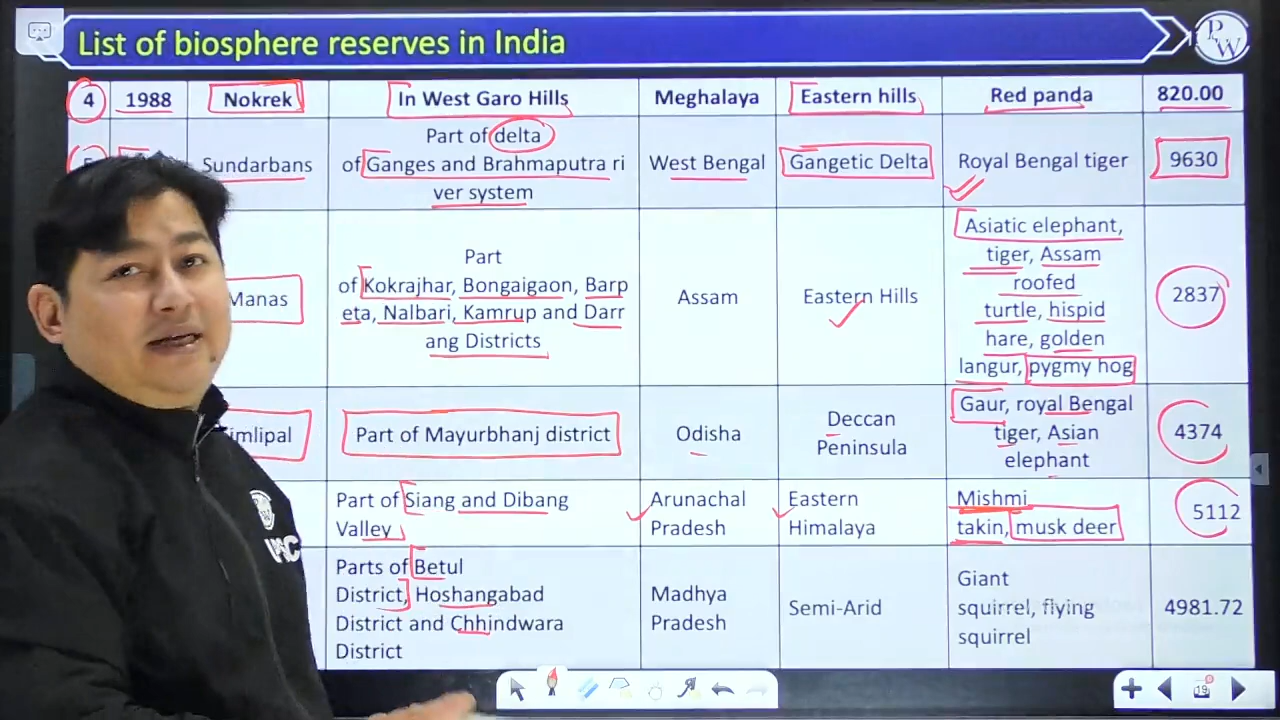 List of biosphere reserves in India
PW
4 1988 Nokrek In West Garo Hills Meghalaya Eastern hills Red panda 820.00
Sundarbans Part of delta
of Ganges and Brahmaputra ri
ver system West Bengal Gangetic Delta Royal Bengal tiger 9630
Manas Part
of Kokrajhar, Bongaigaon, Barp
eta, Nalbari, Kamrup and Darr
ang Districts Assam Eastern Hills Asiatic elephant,
tiger, Assam
roofed
turtle, hispid
hare, golden
langur, pygmy hog 2837
imlipal Part of Mayurbhanj district Odisha Deccan
Peninsula Gaur, royal Bengal
tiger, Asian
elephant 4374
Part of Siang and Dibang
Valley Arunachal
Pradesh Eastern
Himalaya Mishmi
takin, musk deer 5112
Parts of Betul
District, Hoshangabad
District and Chhindwara
District Madhya
Pradesh Semi-Arid Giant
squirrel, flying
squirrel 4981.72
19